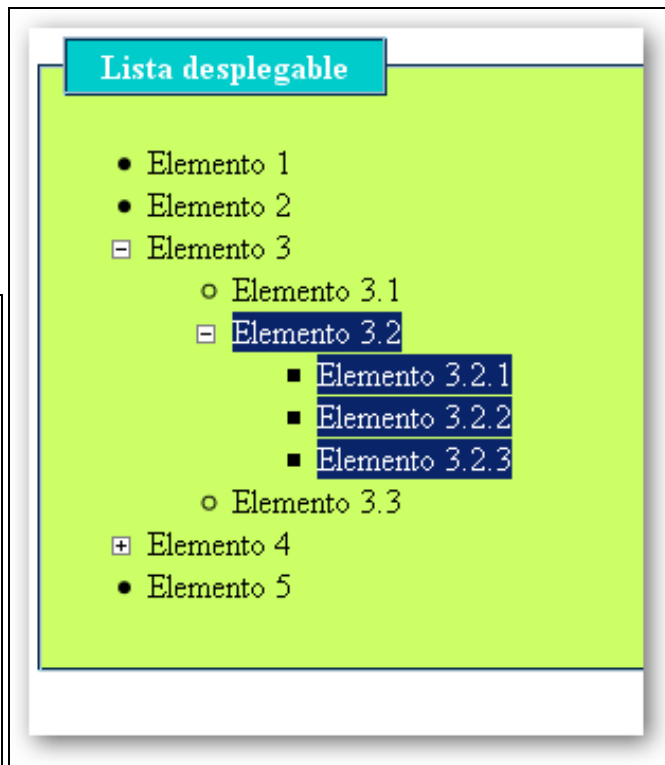 Lista desplegable
Elemento 1
Elemento 2
Elemento 3
Elemento 3.1
Elemento 3.2
Elemento 3.2.1
Elemento 3.2.2
Elemento 3.2.3
Elemento 3.3
Elemento 4
Elemento 5